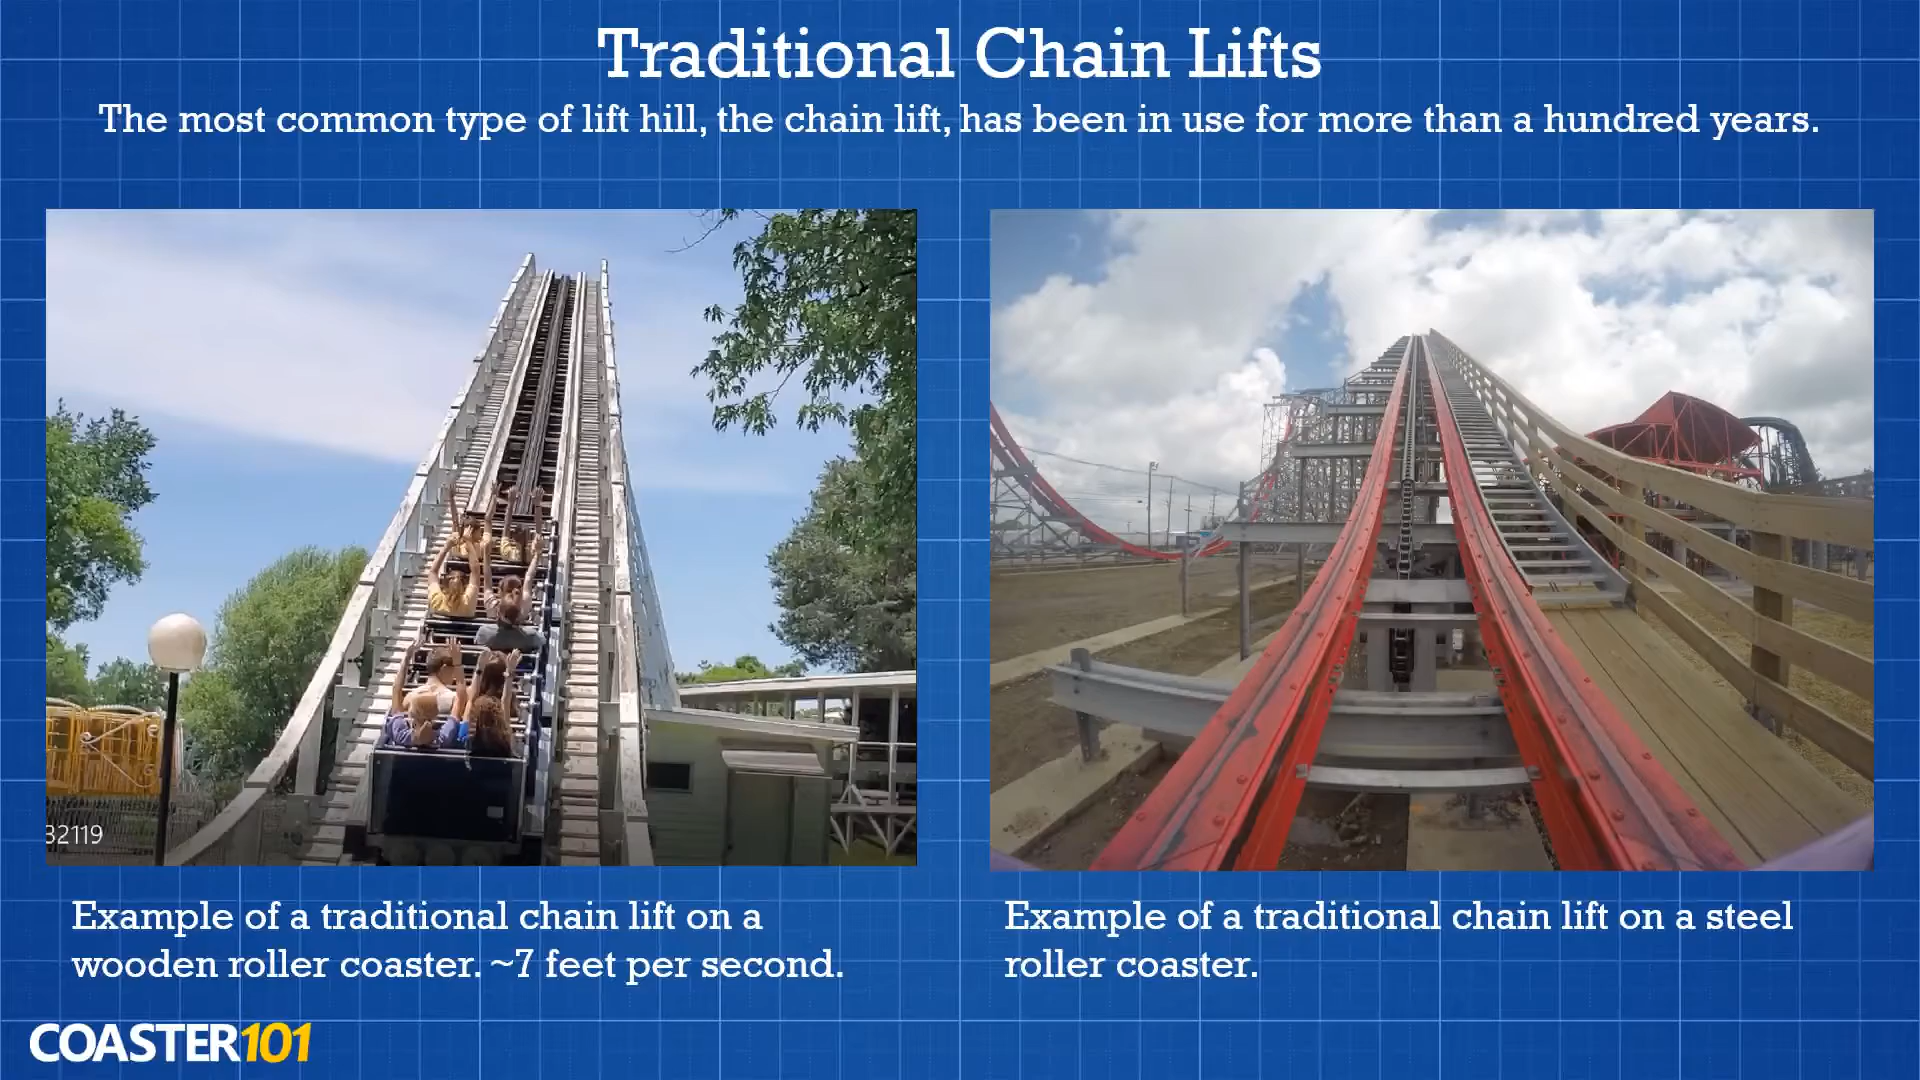 Traditional Chain Lifts
The most common type of lift hill, the chain lift, has been in use for more than a hundred years.
32119
Example of a traditional chain lift on a
wooden roller coaster. ~7 feet per second.
Example of a traditional chain lift on a steel
roller coaster.
COASTER101